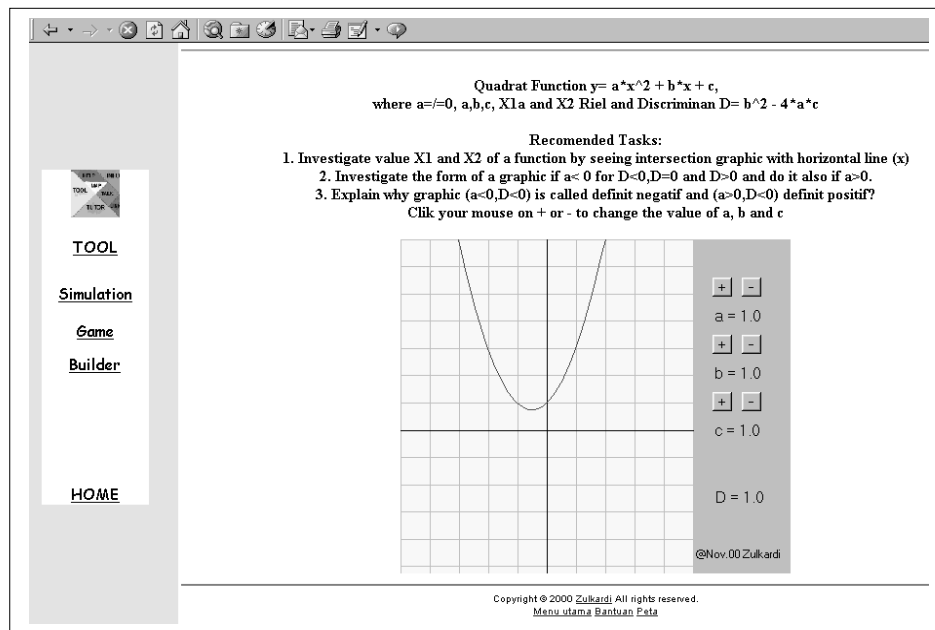 Quadrat Function y= a*x^2 + b*x + c,
where a=/=0, a,b,c, X1a and X2 Riel and Discriminan D= b^2 - 4*a*c
Recomended Tasks:
1. Investigate value X1 and X2 of a function by seeing intersection graphic with horizontal line (x)
2. Investigate the form of a graphic if a< 0 for D<0,D=0 and D>0 and do it also if a>0.
3. Explain why graphic (a<0,D<0) is called definit negatif and (a>0,D<0) definit positif?
Clik your mouse on + or - to change the value of a, b and c
TOOL
TUTOR
TOOL
Simulation
Game
Builder
HOME
+ -
a = 1.0
+ -
b = 1.0
+ -
c = 1.0
D = 1.0
@Nov.00 Zulkardi
Copyright © 2000 Zulkardi All rights reserved.
Menu utama Bantuan Peta